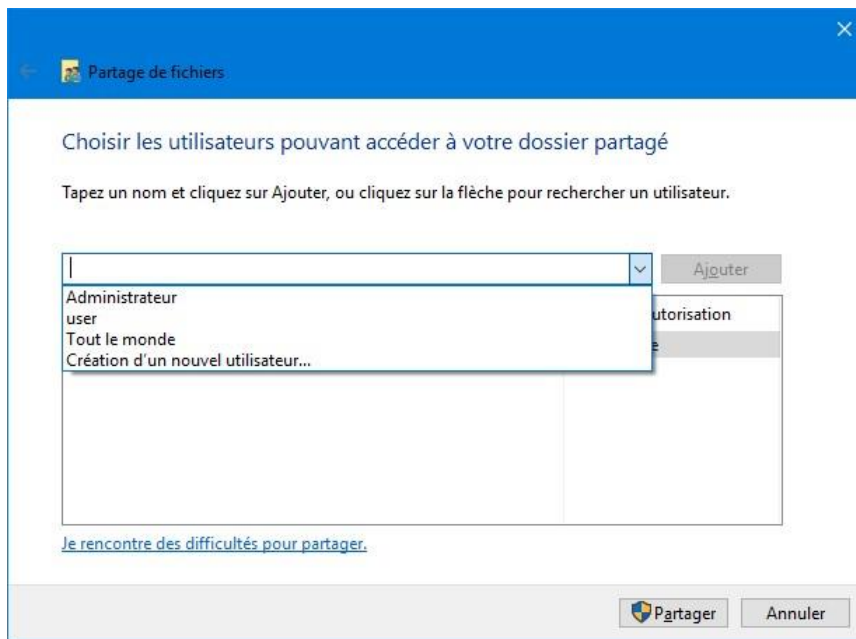 Partage de fichiers
Choisir les utilisateurs pouvant accéder à votre dossier partagé
Tapez un nom et cliquez sur Ajouter, ou cliquez sur la flèche pour rechercher un utilisateur.
Ajouter
Administrateur
user
Tout le monde
Création d'un nouvel utilisateur...
utorisation
Je rencontre des difficultés pour partager.
Partager
Annuler